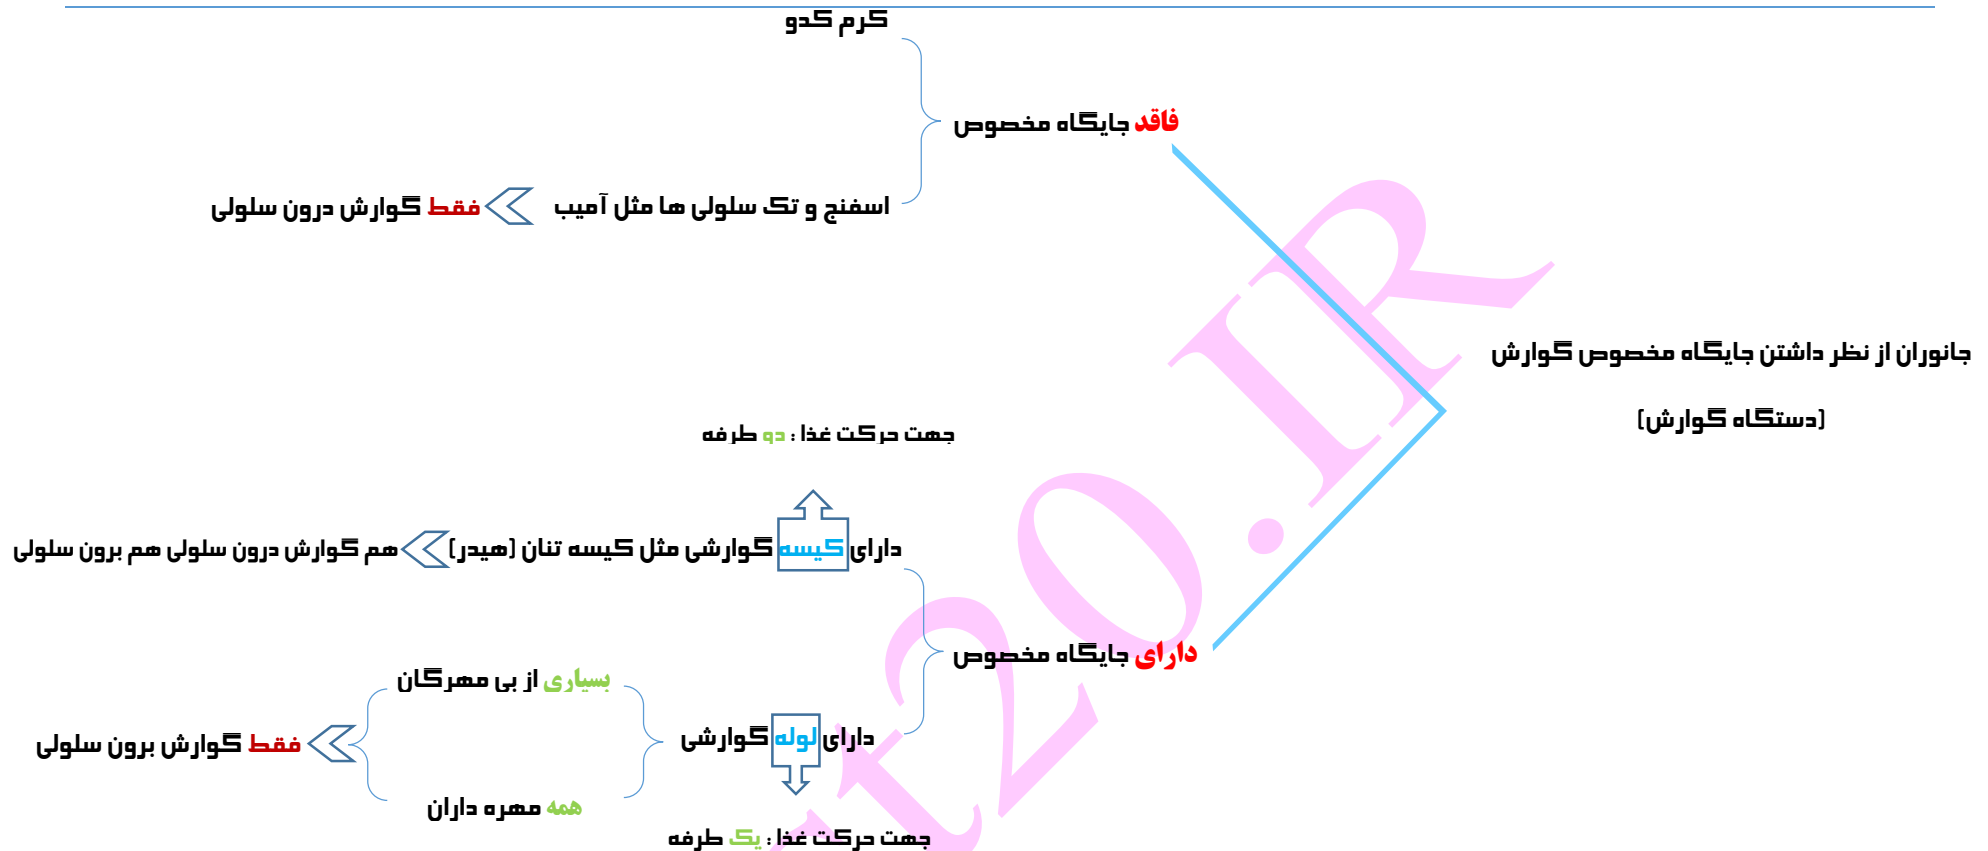 کرم کدو
فاقد جایگاه مخصوص
اسفنج و تک سلولی ها مثل آمیب
فقط گوارش درون سلولی
جانوران از نظر داشتن جایگاه مخصوص گوارش
(دستگاه گوارش)
جهت حرکت غذا : دو طرفه
دارای کیسه گوارشی مثل کیسه تنان (هیدر)
هم گوارش درون سلولی هم برون سلولی
دارای جایگاه مخصوص
بسیاری از بی مهرگان
دارای لوله گوارشی
فقط گوارش برون سلولی
همه مهره داران
جهت حرکت غذا : یک طرفه
t20.IR